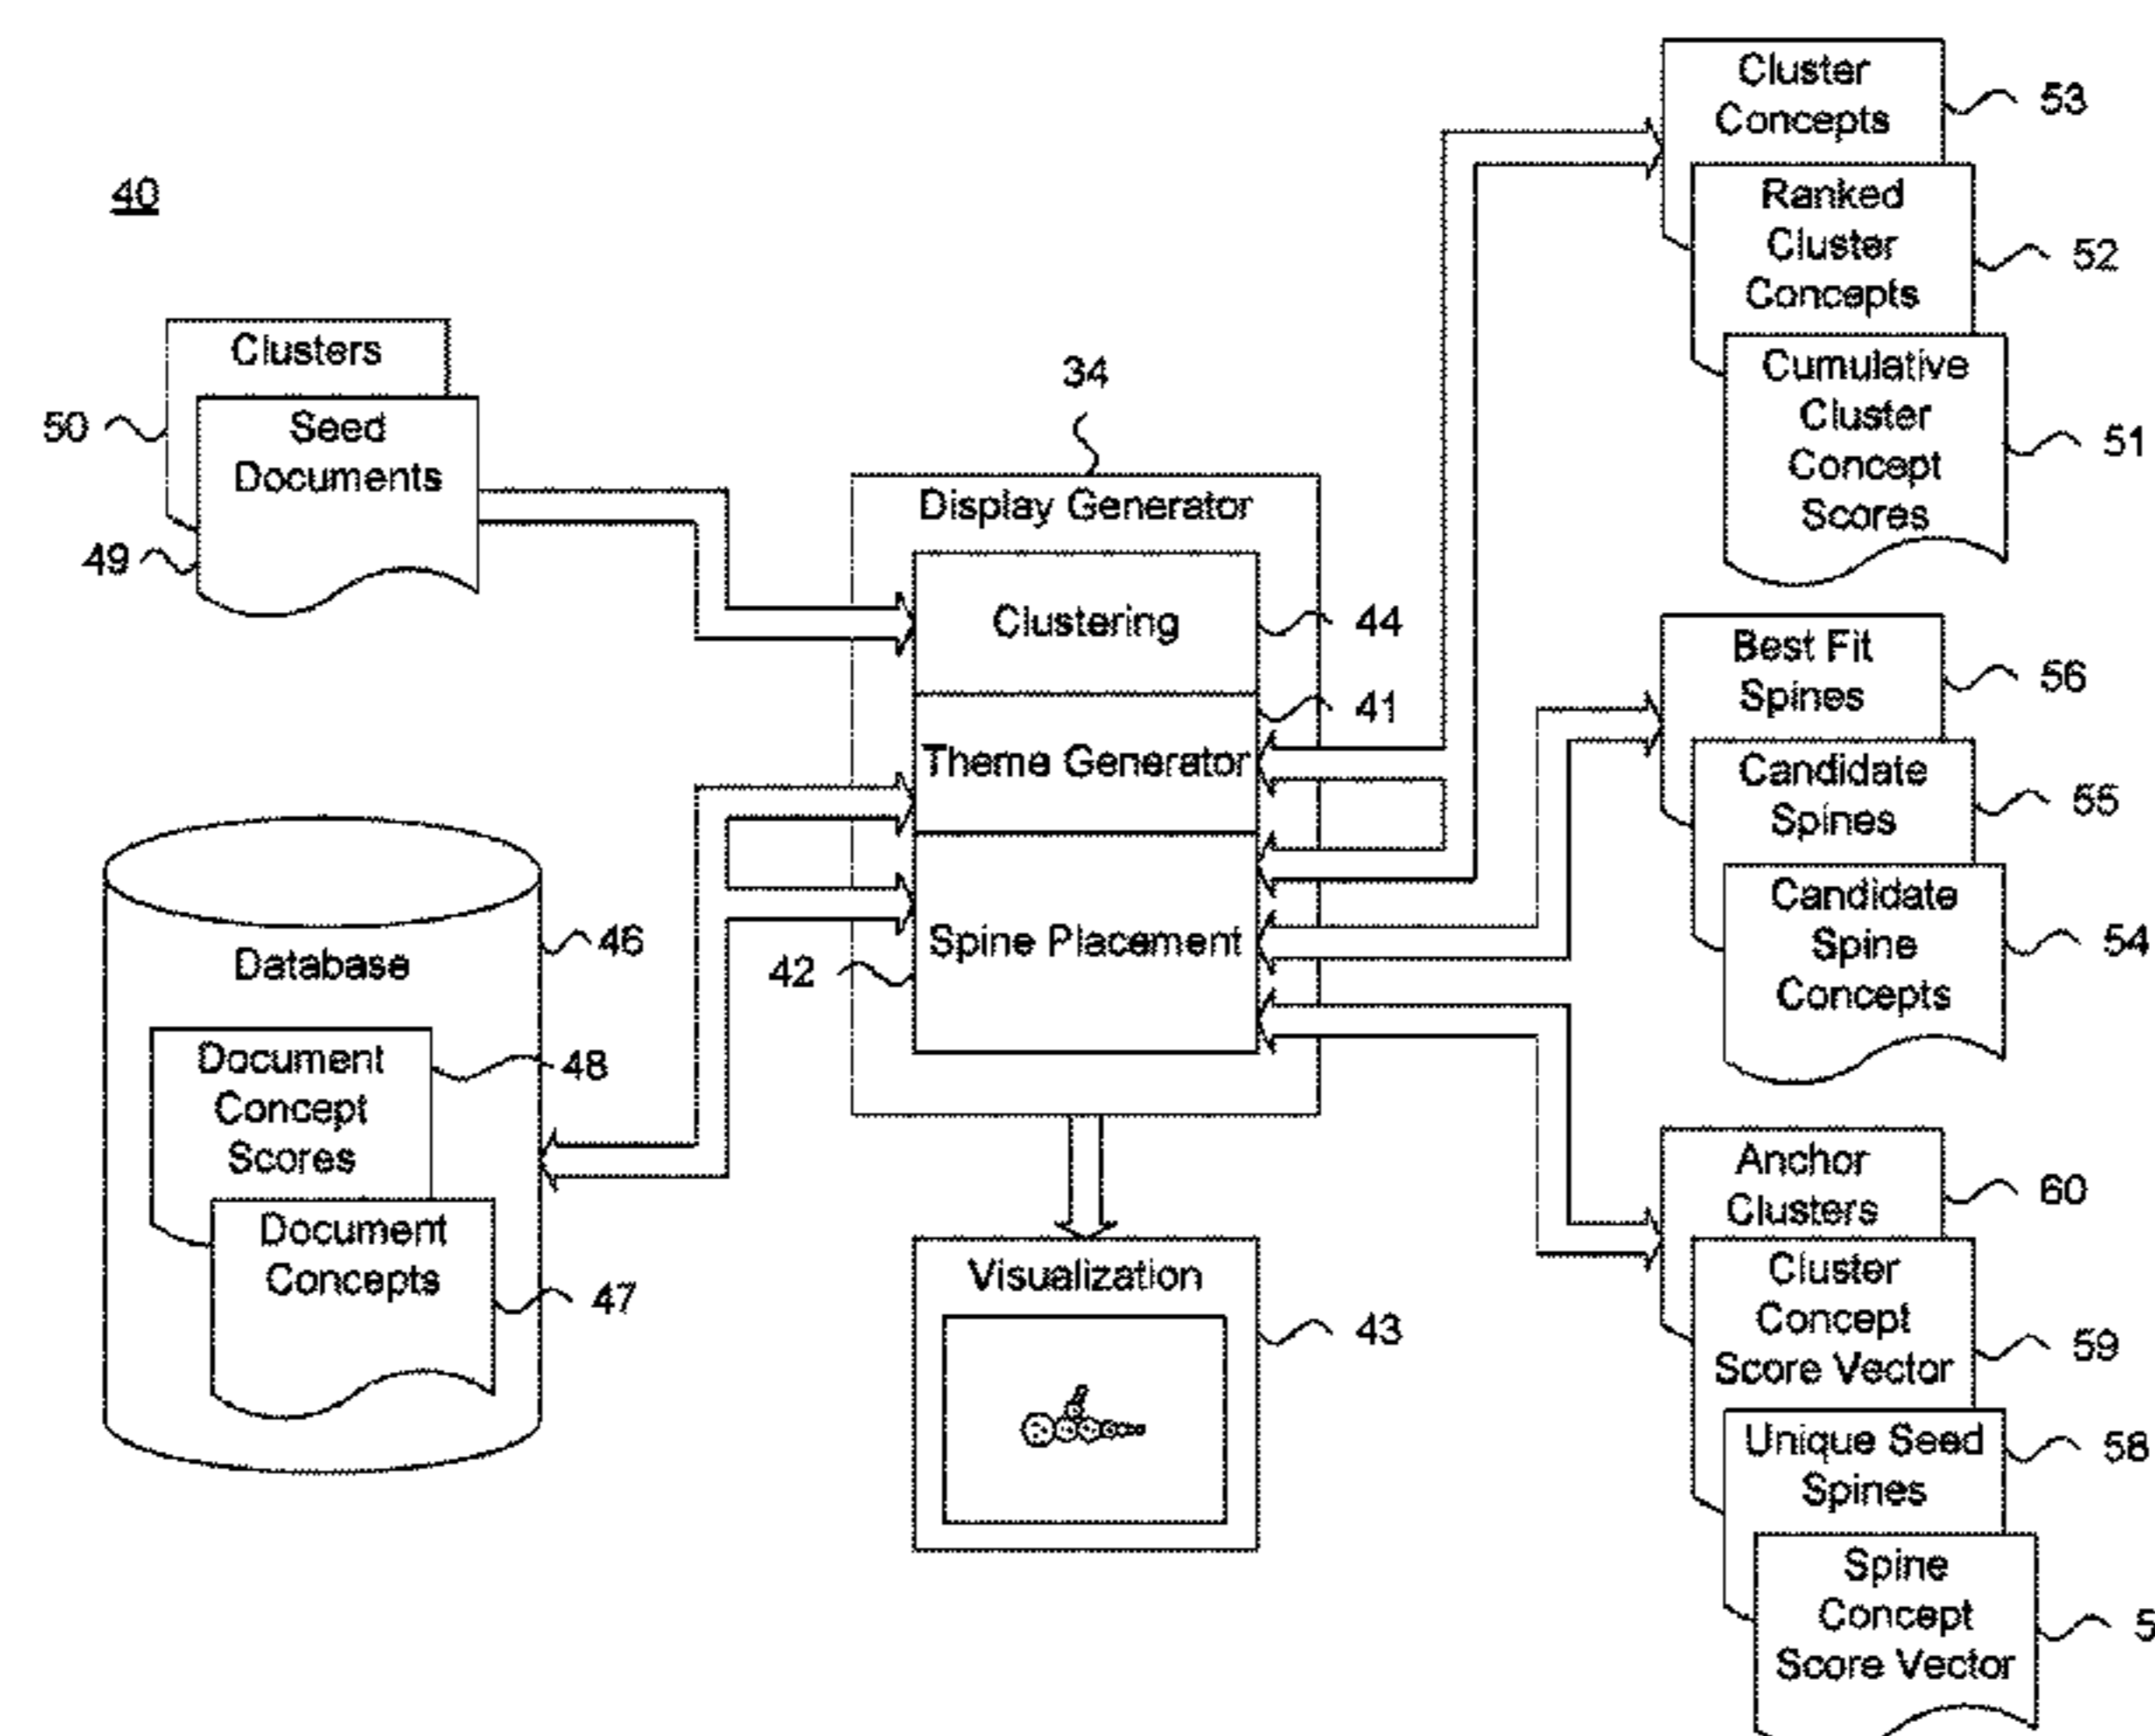 40
Clusters
50
Seed
Documents
49
34
Display Generator
Clustering
44
41
Theme Generator
Spine Placement
42
Database
46
Document
Concept
Scores
48
Document
Concepts
47
Visualization
43
Cluster
Concepts
53
Ranked
Cluster
Concepts
52
Cumulative
Cluster
Concept
Scores
51
Best Fit
Spines
56
Candidate
Spines
55
Candidate
Spine
Concepts
54
Anchor
Clusters
60
Cluster
Concept
Score Vector
59
Unique Seed
Spines
58
Spine
Concept
Score Vector